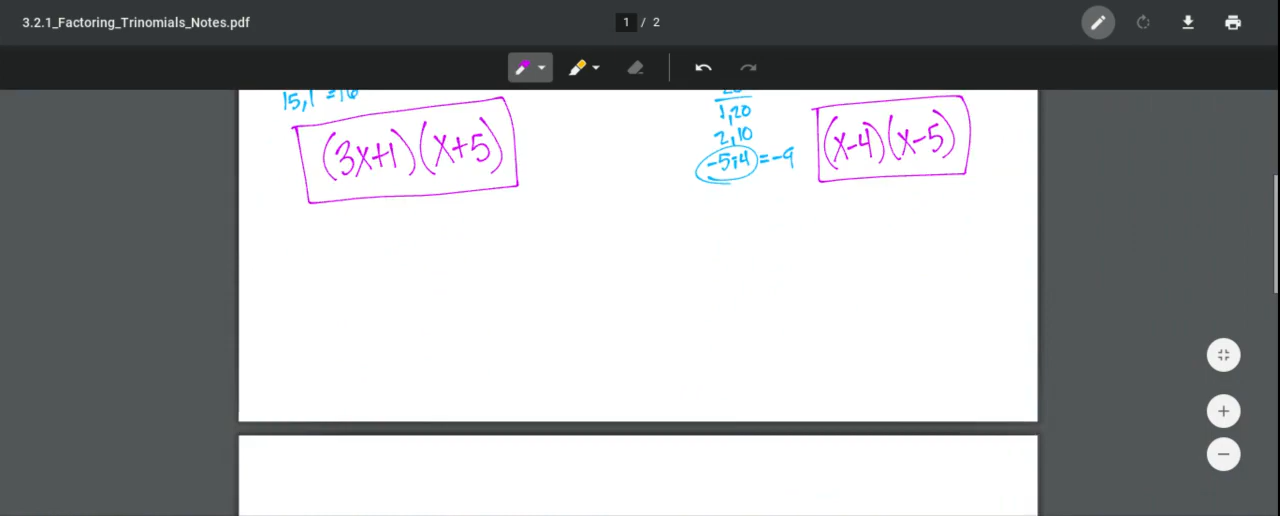 3.2.1_Factoring_Trinomials_Notes.pdf
1 / 2
15,1 =16
(3x+1)(x+5)
20
1,20
2,10
-5,-4 =-9
(x-4)(x-5)